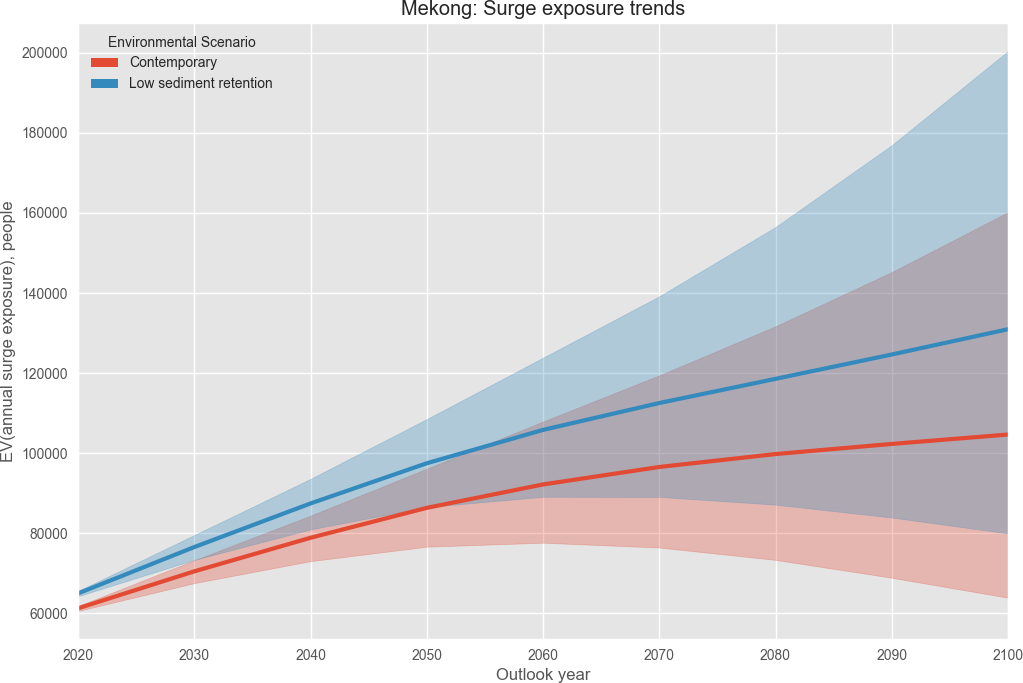 Mekong: Surge exposure trends
Environmental Scenario
Contemporary
Low sediment retention
EV(annual surge exposure), people
200000
180000
160000
140000
120000
100000
80000
60000
2020 2030 2040 2050 2060 2070 2080 2090 2100
Outlook year